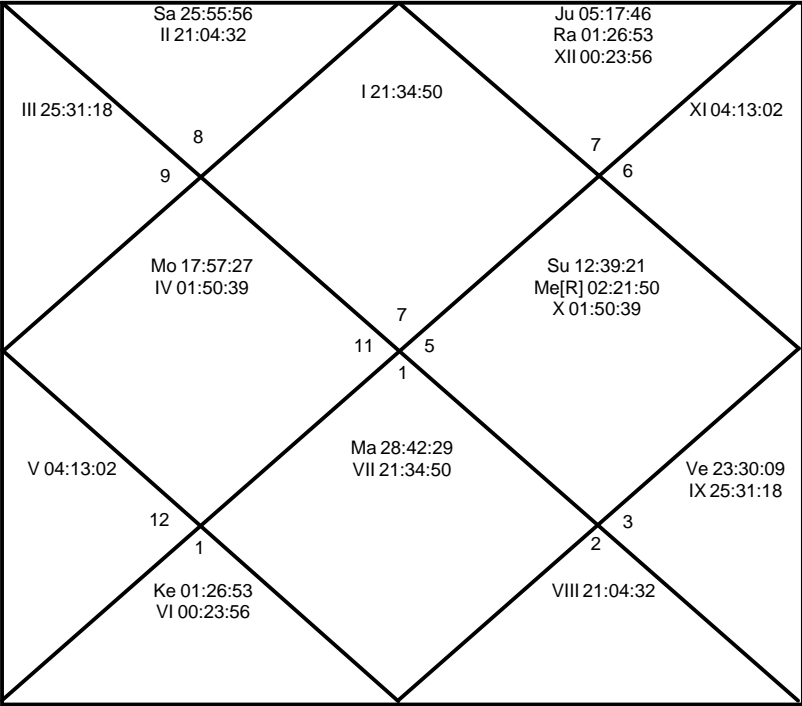 Sa 25:55:56
II 21:04:32
Ju 05:17:46
Ra 01:26:53
XII 00:23:56
I 21:34:50
III 25:31:18
XI 04:13:02
8
7
9
6
Mo 17:57:27
IV 01:50:39
Su 12:39:21
Me[R] 02:21:50
X 01:50:39
7
11
5
1
Ma 28:42:29
VII 21:34:50
V 04:13:02
Ve 23:30:09
IX 25:31:18
12
3
1
2
Ke 01:26:53
VI 00:23:56
VIII 21:04:32